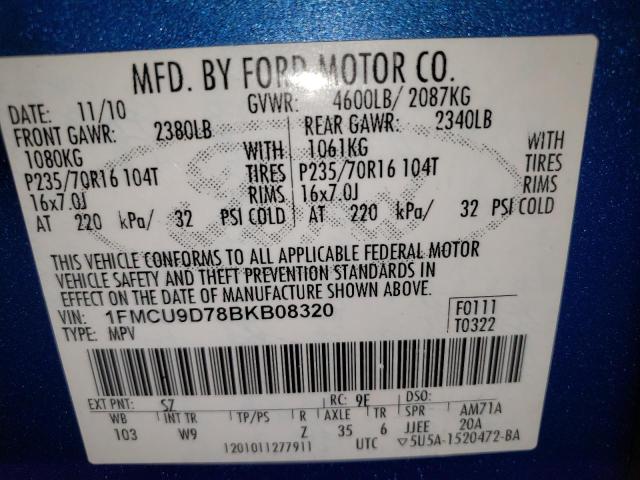 MFD. BY FORD MOTOR CO.
DATE: 11/10 GVWR: 4600LB/ 2087KG
FRONT GAWR: 2380LB REAR GAWR: 2340LB
1080KG WITH 1061KG WITH
P235/70R16 104T TIRES P235/70R16 104T TIRES
16x7.0J RIMS 16x7.0J RIMS
AT 220 kPa/ 32 PSI COLD AT 220 kPa/ 32 PSI COLD
THIS VEHICLE CONFORMS TO ALL APPLICABLE FEDERAL MOTOR
VEHICLE SAFETY AND THEFT PREVENTION STANDARDS IN
EFFECT ON THE DATE OF MANUFACTURE SHOWN ABOVE.
VIN: 1FMCU9D78BKB08320 F0111
TYPE: MPV T0322
EXT PNT: SZ RC: 9F DSO:
WB INT TR TP/PS R AXLE TR SPR AM71A
103 W9 Z 35 6 JJEE 20A
1201011277911 UTC ▽5U5A-1520472-BA